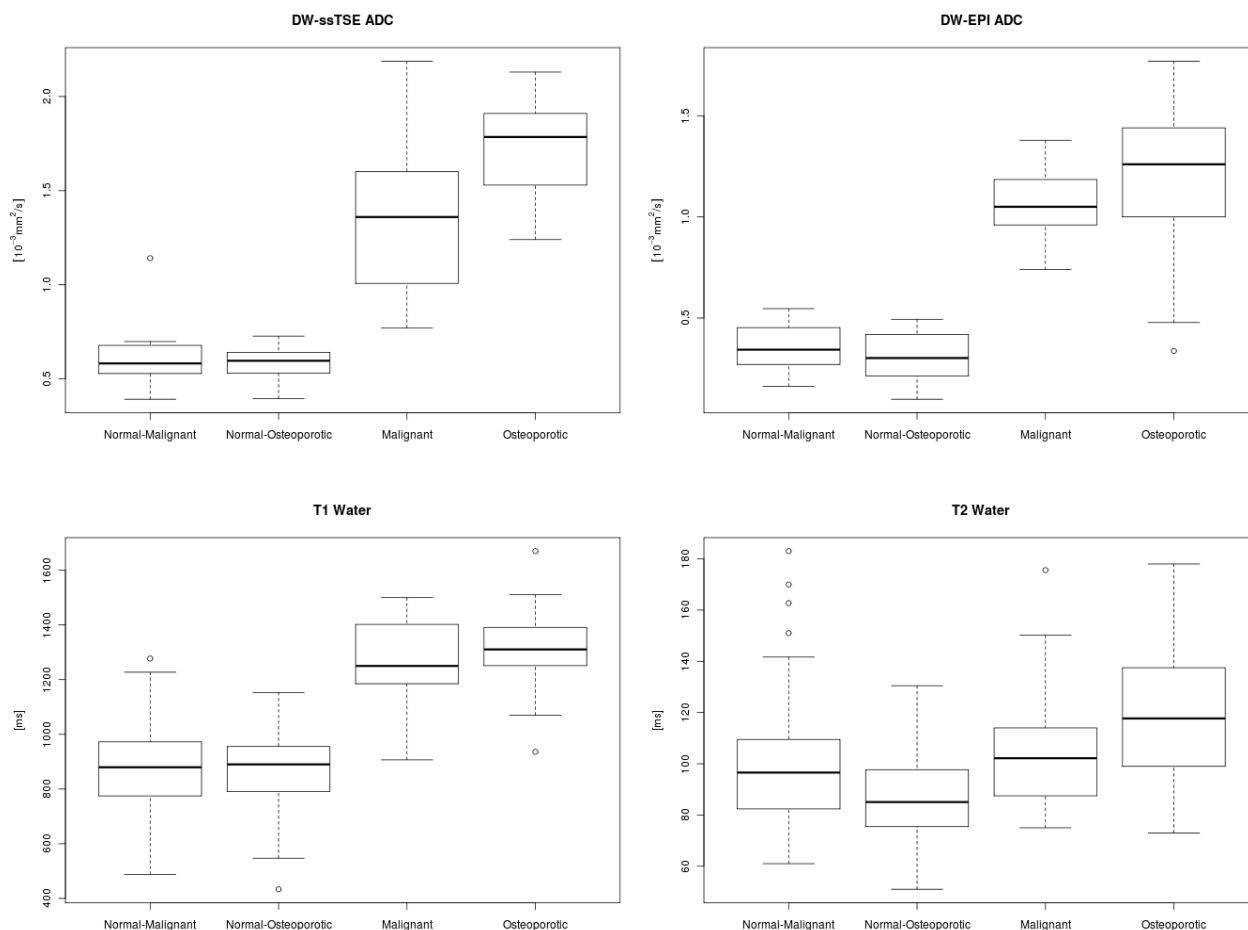 DW-ssTSE ADC
[10⁻³mm²/s]
2.0
1.5
1.0
0.5
Normal-Malignant Normal-Osteoporotic Malignant Osteoporotic
DW-EPI ADC
[10⁻³mm²/s]
1.5
1.0
0.5
Normal-Malignant Normal-Osteoporotic Malignant Osteoporotic
T1 Water
[ms]
1600
1400
1200
1000
800
600
400
Normal-Malignant Normal-Osteoporotic Malignant Osteoporotic
T2 Water
[ms]
180
160
140
120
100
80
60
Normal-Malignant Normal-Osteoporotic Malignant Osteoporotic